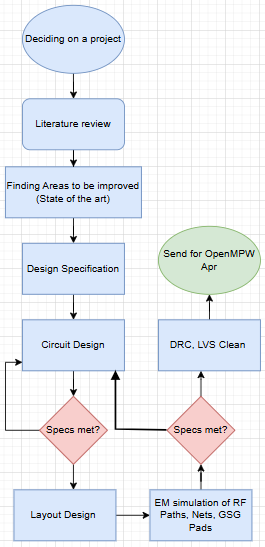 Deciding on a project
Literature review
Finding Areas to be improved
(State of the art)
Design Specification
Circuit Design
Specs met?
Layout Design
EM simulation of RF
Paths, Nets, GSG
Pads
Specs met?
DRC, LVS Clean
Send for OpenMPW
Apr